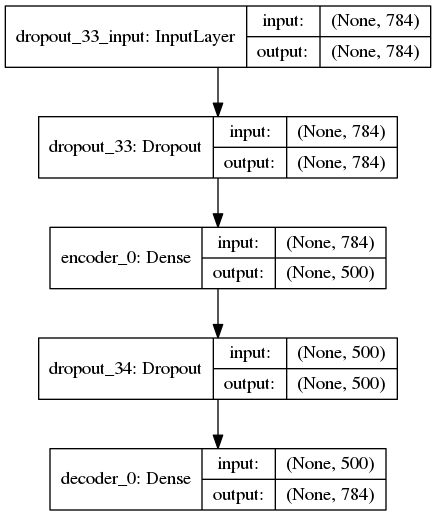 dropout_33_input: InputLayer
input: (None, 784)
output: (None, 784)
dropout_33: Dropout
input: (None, 784)
output: (None, 784)
encoder_0: Dense
input: (None, 784)
output: (None, 500)
dropout_34: Dropout
input: (None, 500)
output: (None, 500)
decoder_0: Dense
input: (None, 500)
output: (None, 784)